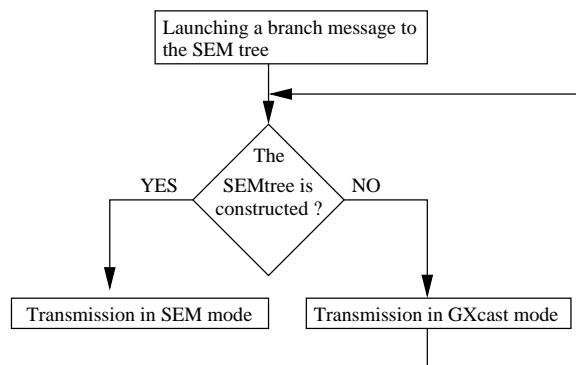 Launching a branch message to
the SEM tree
The
SEMtree is
constructed ?
YES
NO
Transmission in SEM mode
Transmission in GXcast mode